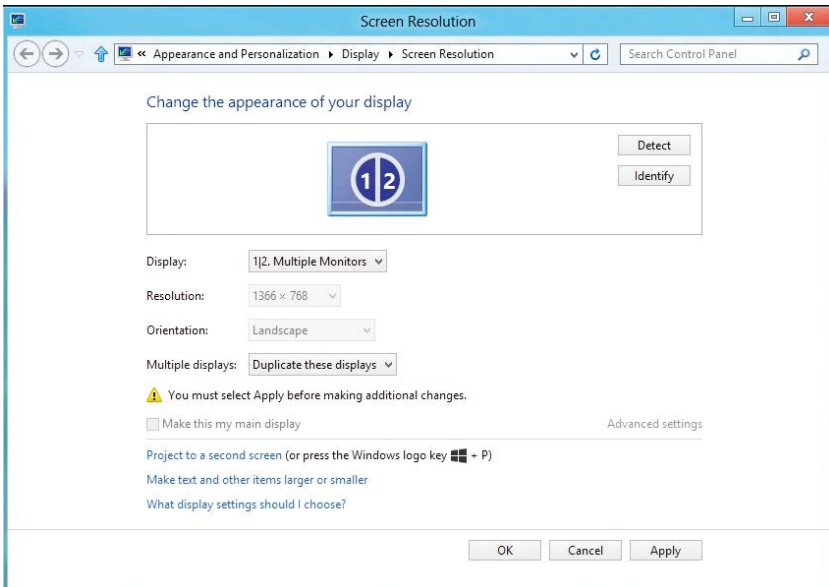 Screen Resolution
« Appearance and Personalization Display Screen Resolution
Search Control Panel
Change the appearance of your display
1 2
Detect
Identify
Display: 1|2. Multiple Monitors
Resolution: 1366 × 768
Orientation: Landscape
Multiple displays: Duplicate these displays
You must select Apply before making additional changes.
Make this my main display Advanced settings
Project to a second screen (or press the Windows logo key + P)
Make text and other items larger or smaller
What display settings should I choose?
OK Cancel Apply